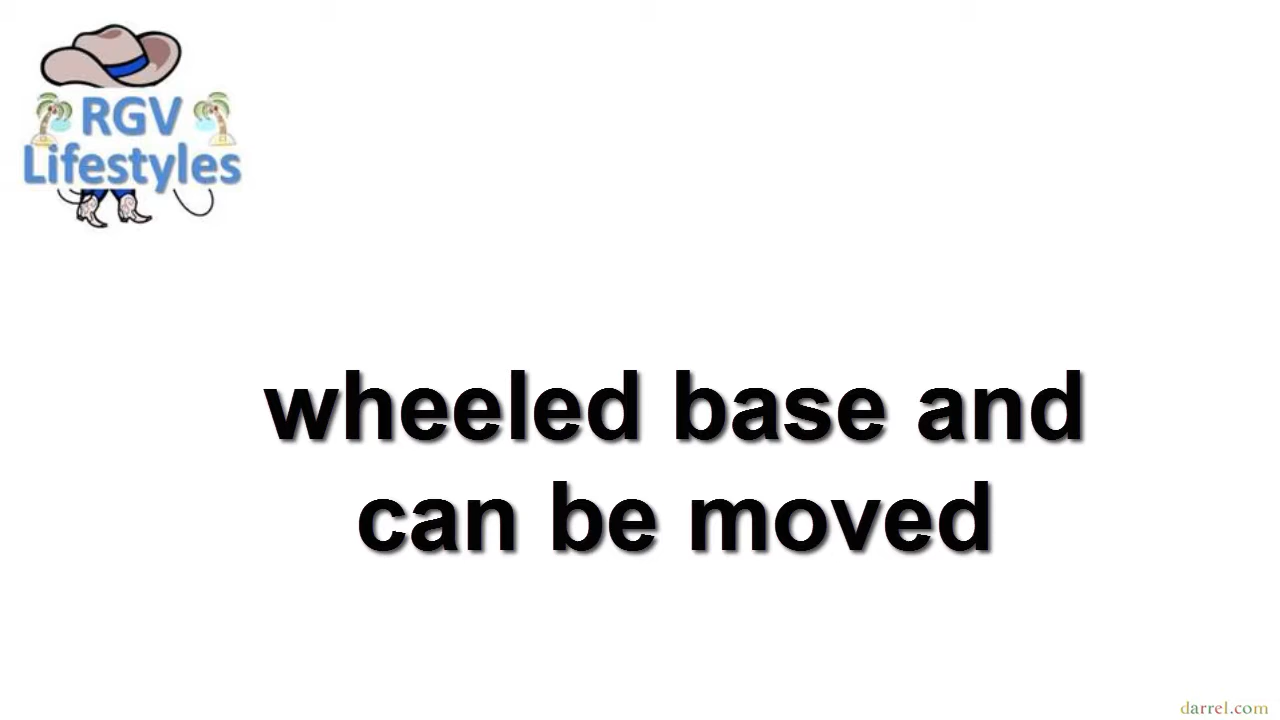 RGV
Lifestyles
wheeled base and
can be moved
darrel.com